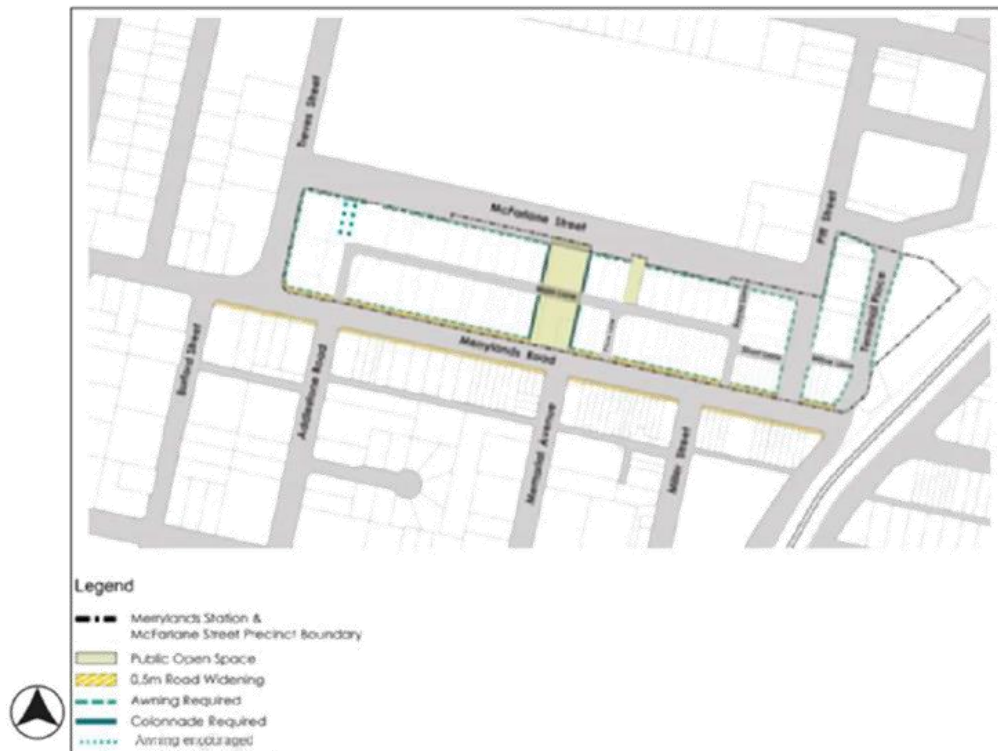 Treves Street
McFarlane Street
Pitt Street
Terminal Place
Merrylands Road
Burford Street
Addlestone Road
Memorial Avenue
Miller Street
Legend
Merrylands Station &
McFarlane Street Precinct Boundary
Public Open Space
0.5m Road Widening
Awning Required
Colonnade Required
Awning encouraged